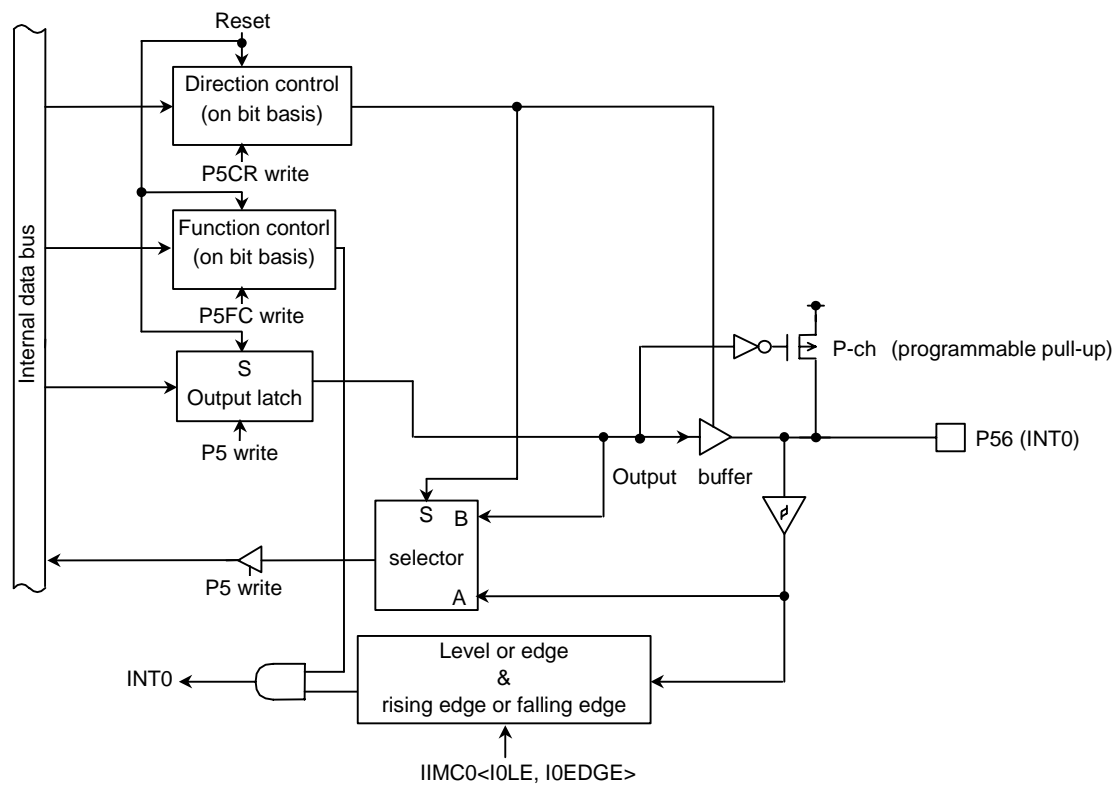 Reset
Direction control
(on bit basis)
P5CR write
Function contorl
(on bit basis)
P5FC write
Internal data bus
S
Output latch
P5 write
P-ch (programmable pull-up)
P56 (INT0)
Output buffer
S
B
selector
A
P5 write
Level or edge
&
rising edge or falling edge
INT0
IIMC0<I0LE, I0EDGE>